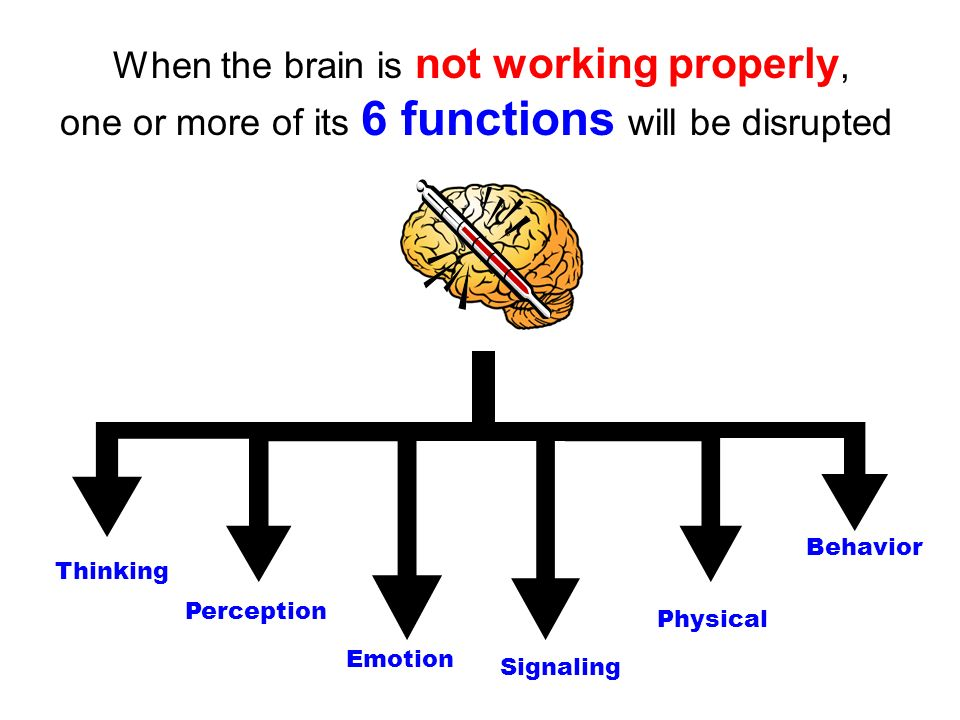 When the brain is not working properly,
one or more of its 6 functions will be disrupted
Thinking
Perception
Emotion
Signaling
Physical
Behavior